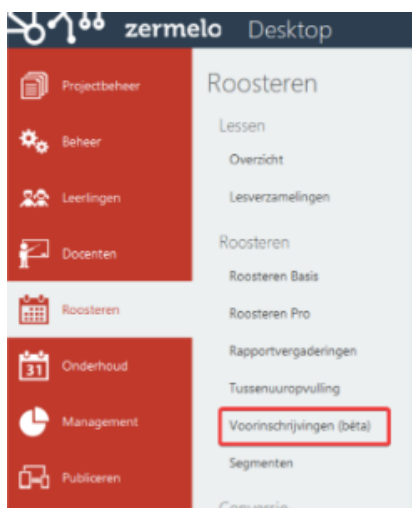 zermelo Desktop
Projectbeheer
Beheer
Leerlingen
Docenten
Roosteren
31
Onderhoud
Management
Publiceren
Roosteren
Lessen
Overzicht
Lesverzamelingen
Roosteren
Roosteren Basis
Roosteren Pro
Rapportvergaderingen
Tussenuuropvulling
Voorinschrijvingen (bèta)
Segmenten